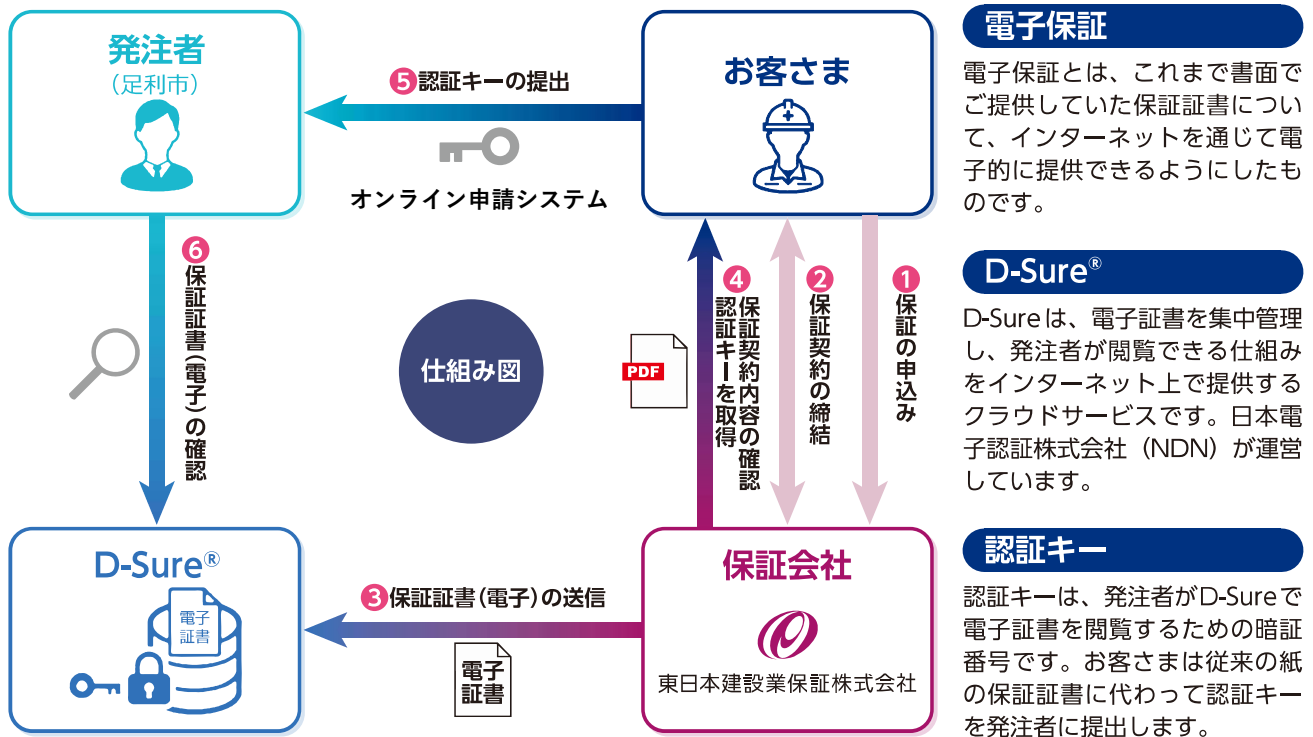 発注者
(足利市)
❺認証キーの提出
オンライン申請システム
お客さま
❻保証証書(電子)の確認
仕組み図
PDF
❹保証契約内容の確認
認証キーを取得
❷保証契約の締結
❶保証の申込み
D-Sure®
電子
証書
❸保証証書(電子)の送信
電子
証書
保証会社
東日本建設業保証株式会社
電子保証
電子保証とは、これまで書面で
ご提供していた保証証書につい
て、インターネットを通じて電
子的に提供できるようにしたも
のです。
D-Sure®
D-Sureは、電子証書を集中管理
し、発注者が閲覧できる仕組み
をインターネット上で提供する
クラウドサービスです。日本電
子認証株式会社（NDN）が運営
しています。
認証キー
認証キーは、発注者がD-Sureで
電子証書を閲覧するための暗証
番号です。お客さまは従来の紙
の保証証書に代わって認証キー
を発注者に提出します。